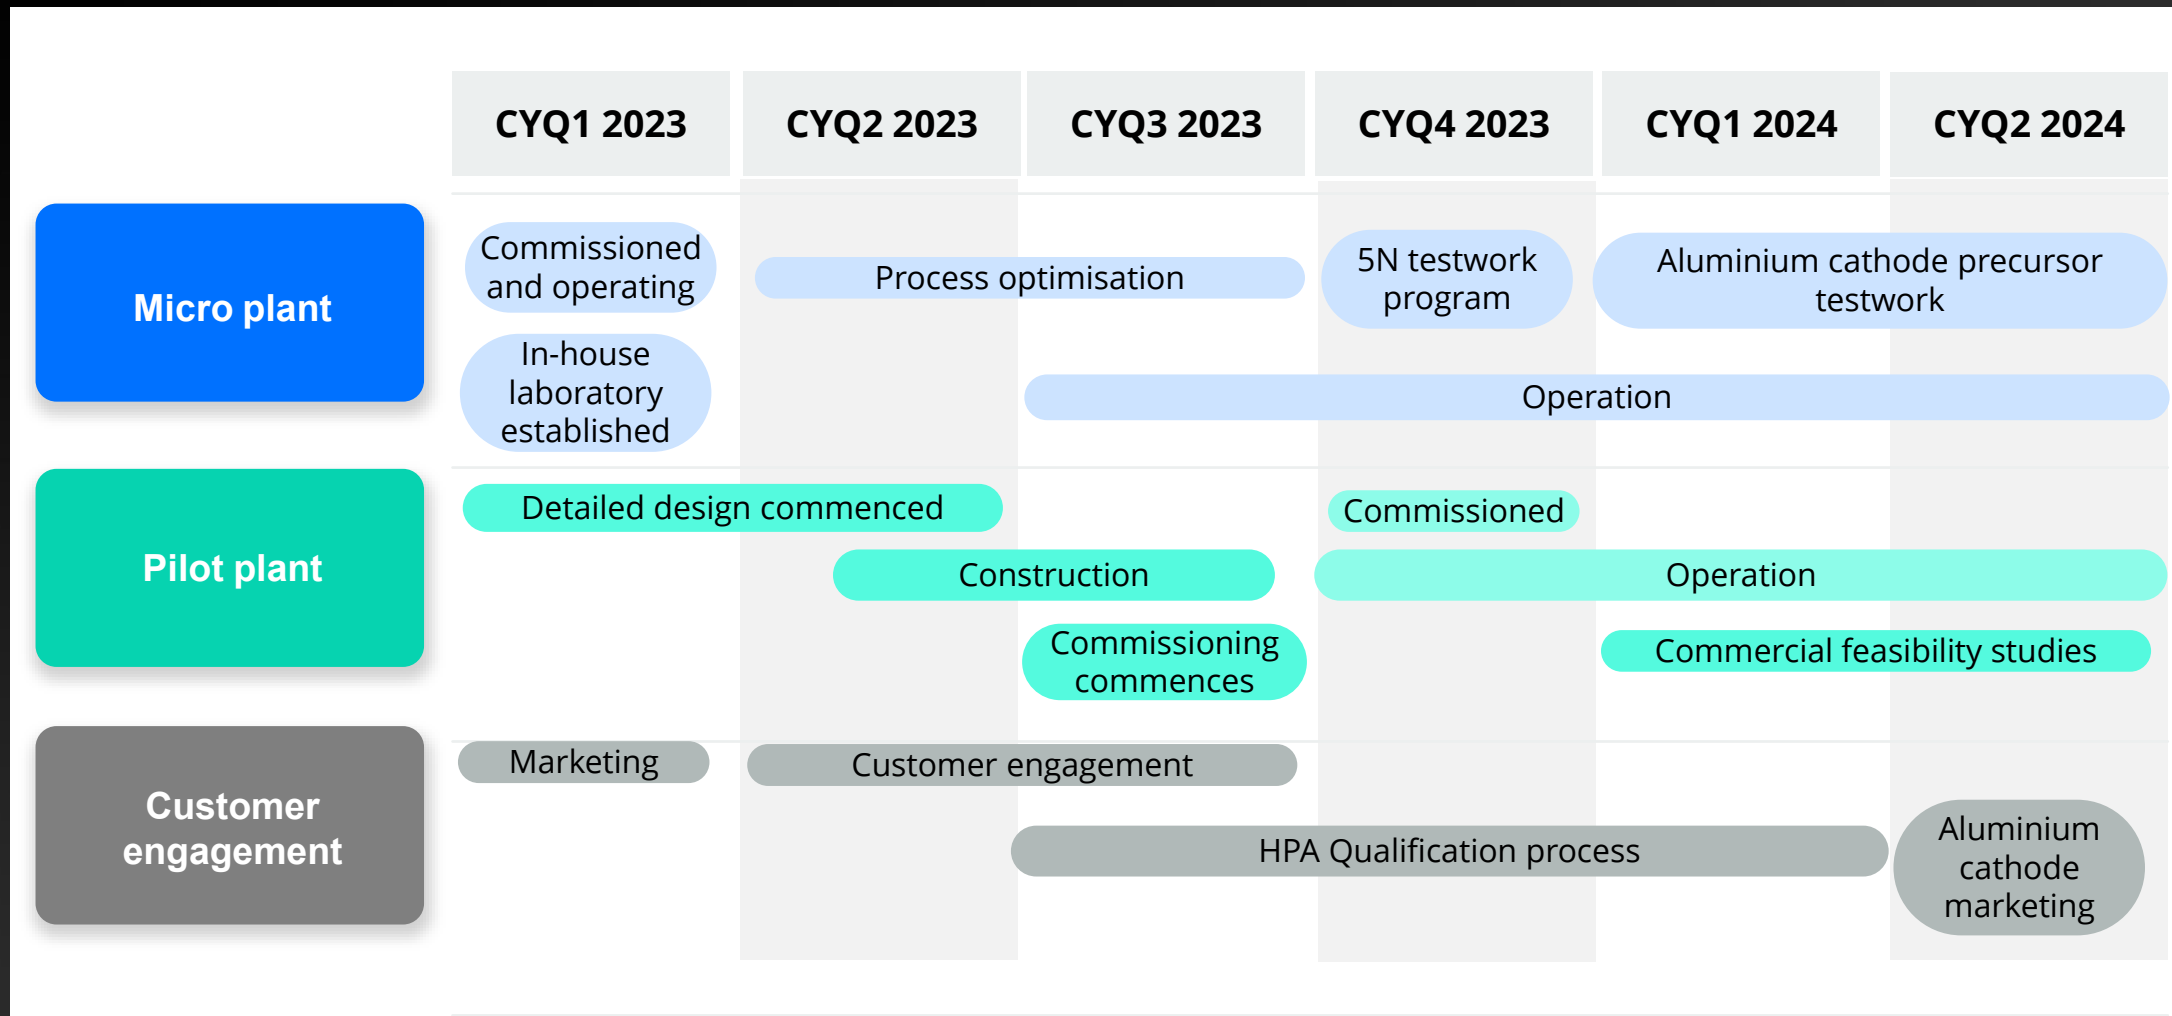 CYQ1 2023
CYQ2 2023
CYQ3 2023
CYQ4 2023
CYQ1 2024
CYQ2 2024
Micro plant
Commissioned
and operating
Process optimisation
5N testwork
program
Aluminium cathode precursor
testwork
In-house
laboratory
established
Operation
Pilot plant
Detailed design commenced
Commissioned
Construction
Operation
Commissioning
commences
Commercial feasibility studies
Customer
engagement
Marketing
Customer engagement
HPA Qualification process
Aluminium
cathode
marketing